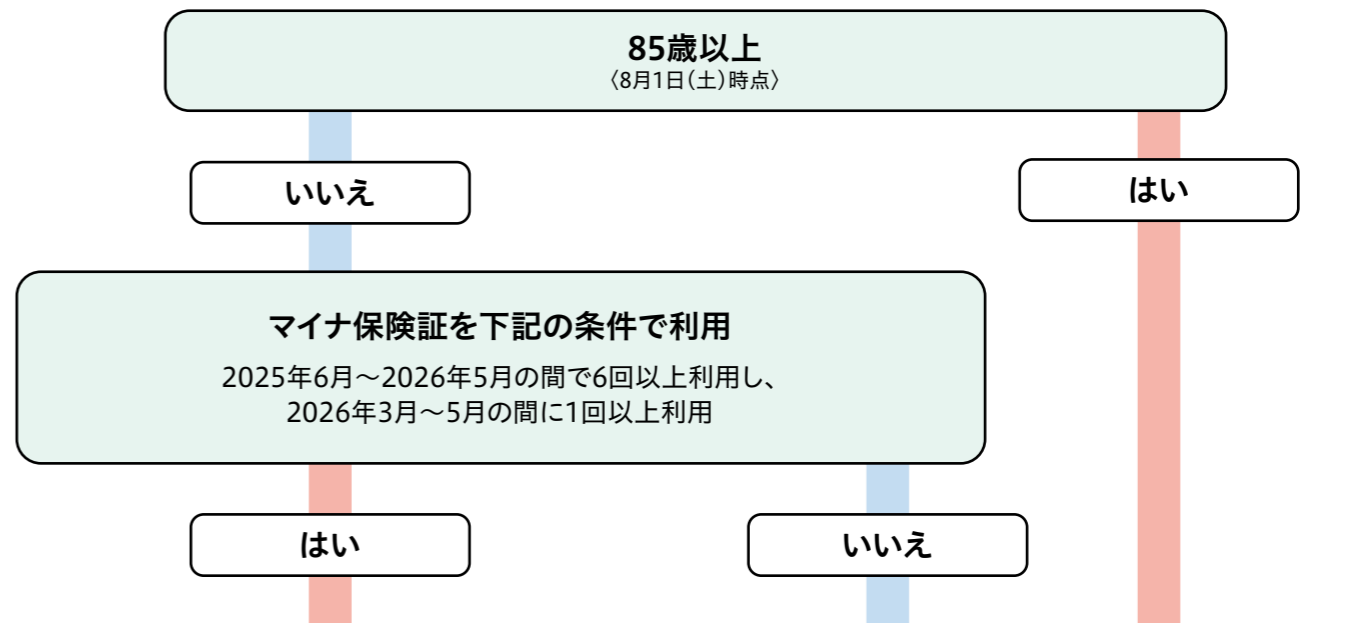 85歳以上
〈8月1日(土)時点〉
いいえ
はい
マイナ保険証を下記の条件で利用
2025年6月～2026年5月の間で6回以上利用し、
2026年3月～5月の間に1回以上利用
はい
いいえ